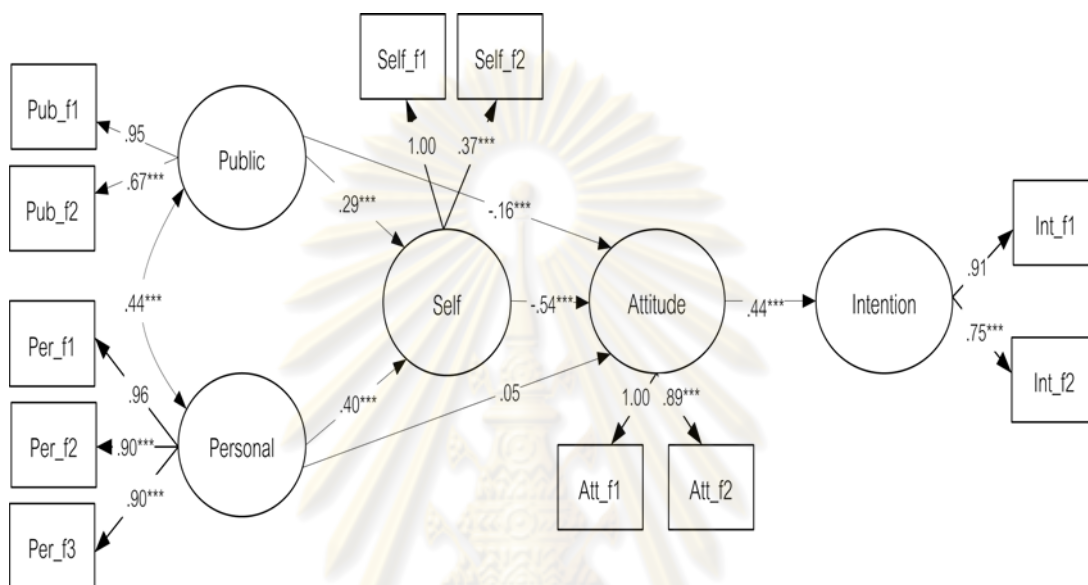 Self_f1
Self_f2
Pub_f1
Pub_f2
.95
.67***
Public
1.00
.37***
.29***
-.16***
.44***
Self
-.54***
Attitude
.44***
Intention
.91
.75***
Int_f1
Int_f2
Per_f1
Per_f2
Per_f3
.96
.90***
.90***
Personal
.40***
.05
1.00
.89***
Att_f1
Att_f2